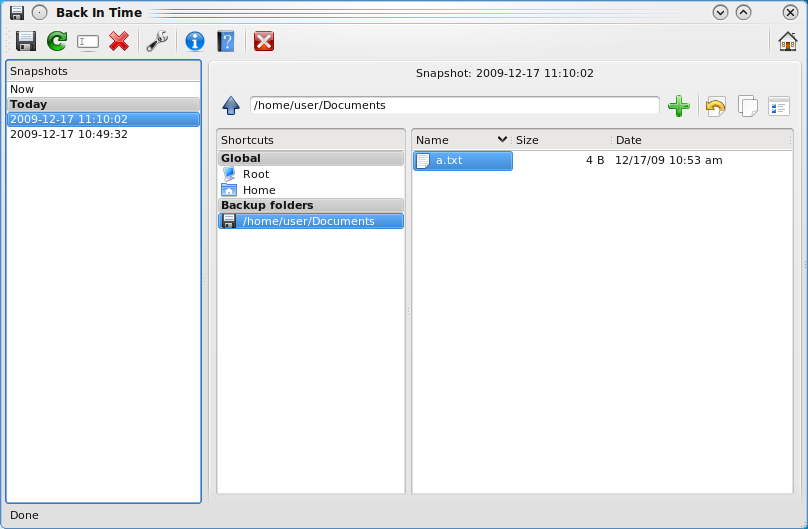 Back In Time
Snapshots
Now
Today
2009-12-17 11:10:02
2009-12-17 10:49:32
Snapshot: 2009-12-17 11:10:02
/home/user/Documents
Shortcuts
Global
Root
Home
Backup folders
/home/user/Documents
Name Size Date
a.txt 4 B 12/17/09 10:53 am
Done